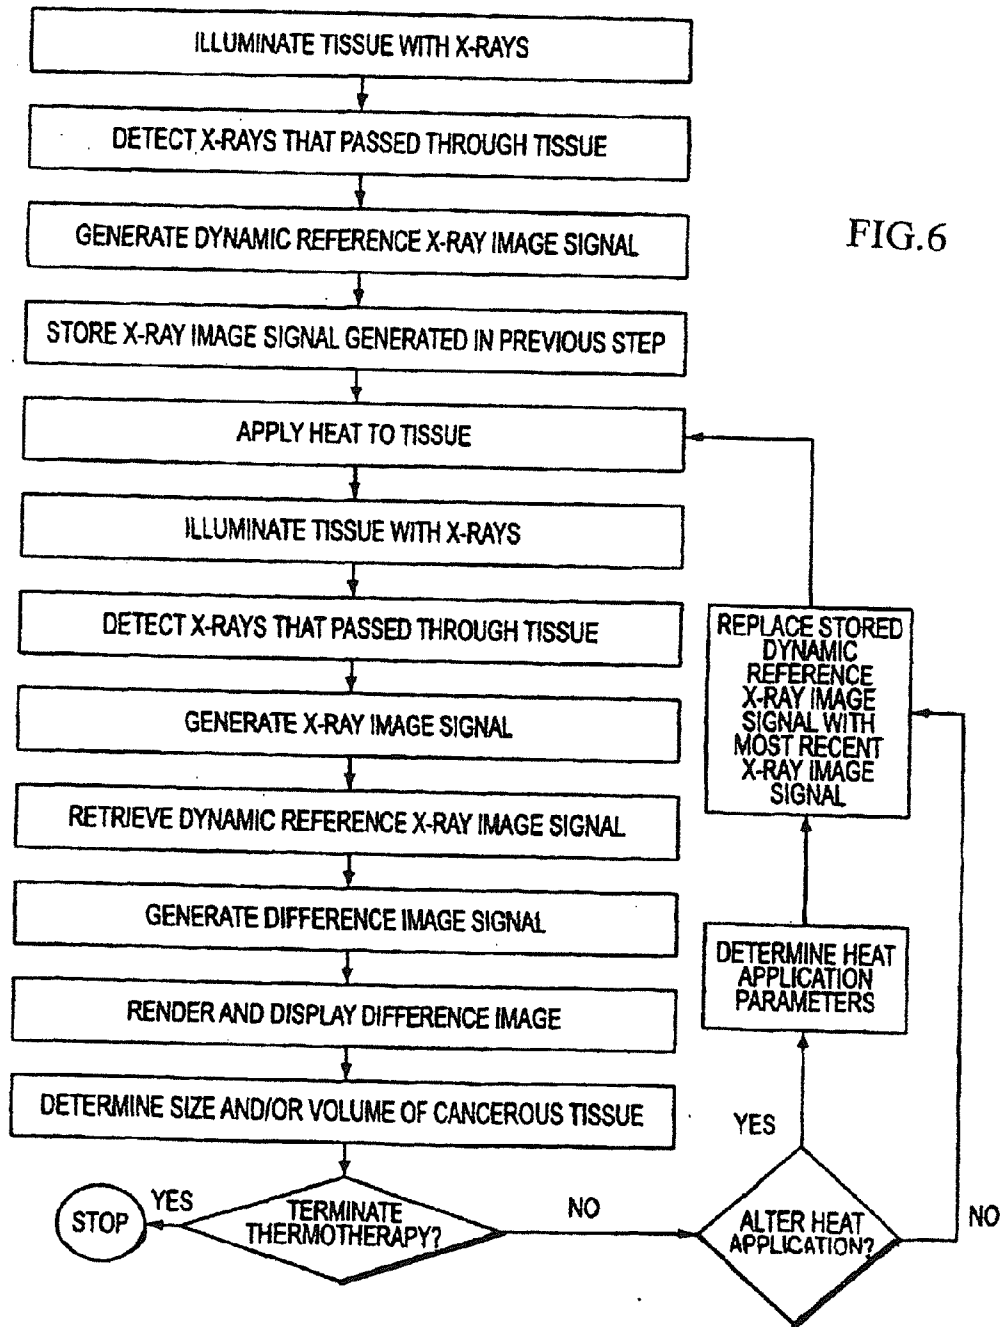 ILLUMINATE TISSUE WITH X-RAYS
DETECT X-RAYS THAT PASSED THROUGH TISSUE
GENERATE DYNAMIC REFERENCE X-RAY IMAGE SIGNAL
FIG.6
STORE X-RAY IMAGE SIGNAL GENERATED IN PREVIOUS STEP
APPLY HEAT TO TISSUE
ILLUMINATE TISSUE WITH X-RAYS
DETECT X-RAYS THAT PASSED THROUGH TISSUE
GENERATE X-RAY IMAGE SIGNAL
RETRIEVE DYNAMIC REFERENCE X-RAY IMAGE SIGNAL
GENERATE DIFFERENCE IMAGE SIGNAL
RENDER AND DISPLAY DIFFERENCE IMAGE
DETERMINE SIZE AND/OR VOLUME OF CANCEROUS TISSUE
TERMINATE
THERMOTHERAPY?
YES
STOP
NO
ALTER HEAT
APPLICATION?
YES
NO
DETERMINE HEAT
APPLICATION
PARAMETERS
REPLACE STORED
DYNAMIC
REFERENCE
X-RAY IMAGE
SIGNAL WITH
MOST RECENT
X-RAY IMAGE
SIGNAL